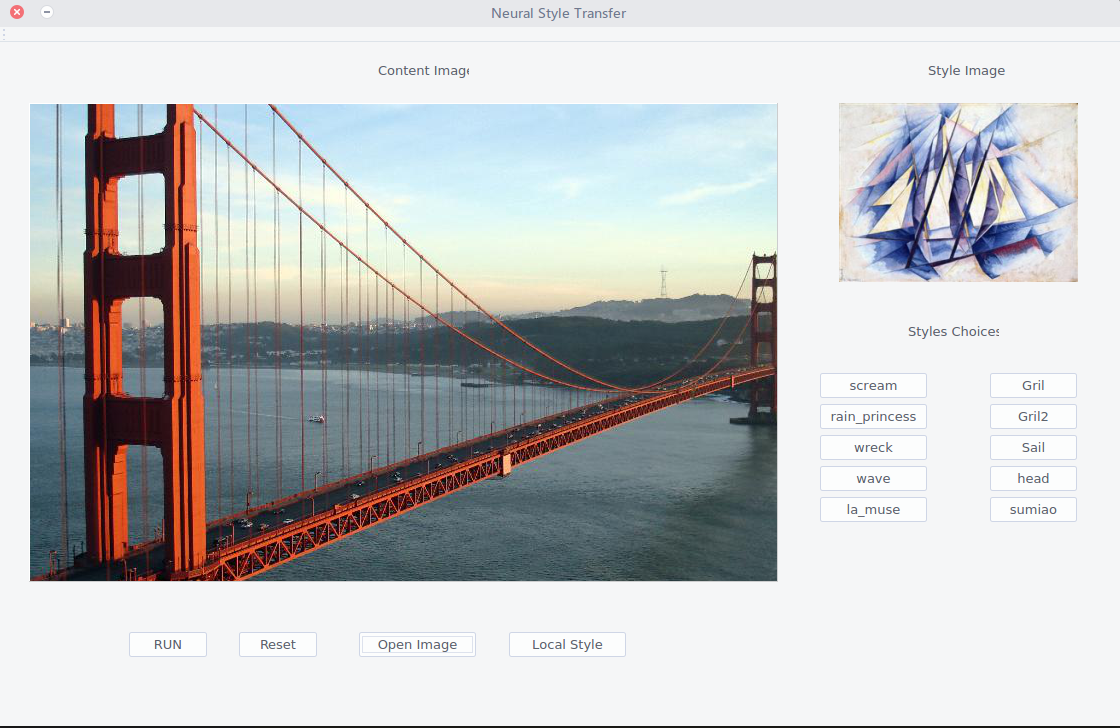 Neural Style Transfer
Content Image
Style Image
Styles Choices
scream
Gril
rain_princess
Gril2
wreck
Sail
wave
head
la_muse
sumiao
RUN
Reset
Open Image
Local Style